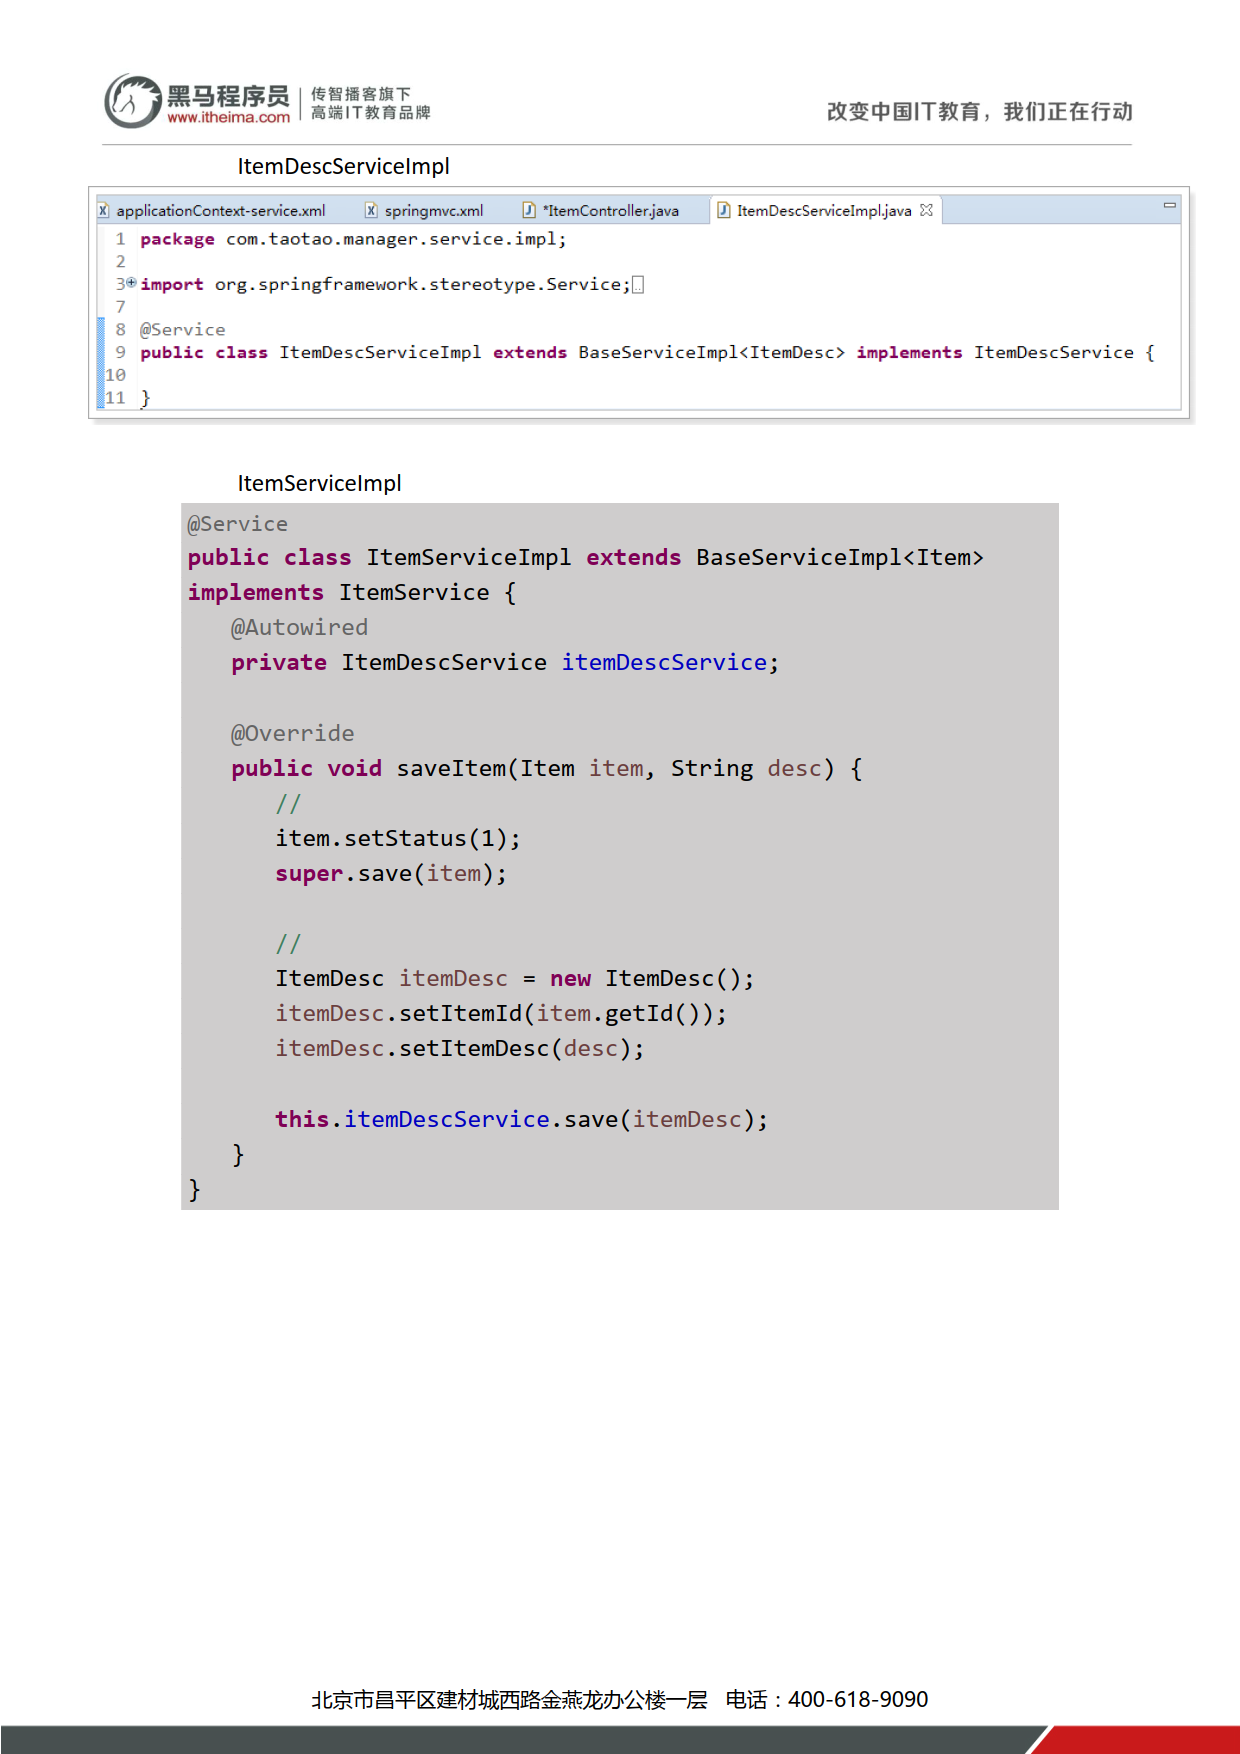 黑马程序员
www.itheima.com
传智播客旗下
高端IT教育品牌
改变中国IT教育，我们正在行动
ItemDescServiceImpl
applicationContext-service.xml springmvc.xml *ItemController.java ItemDescServiceImpl.java
1 package com.taotao.manager.service.impl;
2
3 import org.springframework.stereotype.Service;
7
8 @Service
9 public class ItemDescServiceImpl extends BaseServiceImpl<ItemDesc> implements ItemDescService {
10
11 }
ItemServiceImpl
@Service
public class ItemServiceImpl extends BaseServiceImpl<Item>
implements ItemService {
@Autowired
private ItemDescService itemDescService;
@Override
public void saveItem(Item item, String desc) {
//
item.setStatus(1);
super.save(item);
//
ItemDesc itemDesc = new ItemDesc();
itemDesc.setItemId(item.getId());
itemDesc.setItemDesc(desc);
this.itemDescService.save(itemDesc);
}
}
北京市昌平区建材城西路金燕龙办公楼一层 电话：400-618-9090